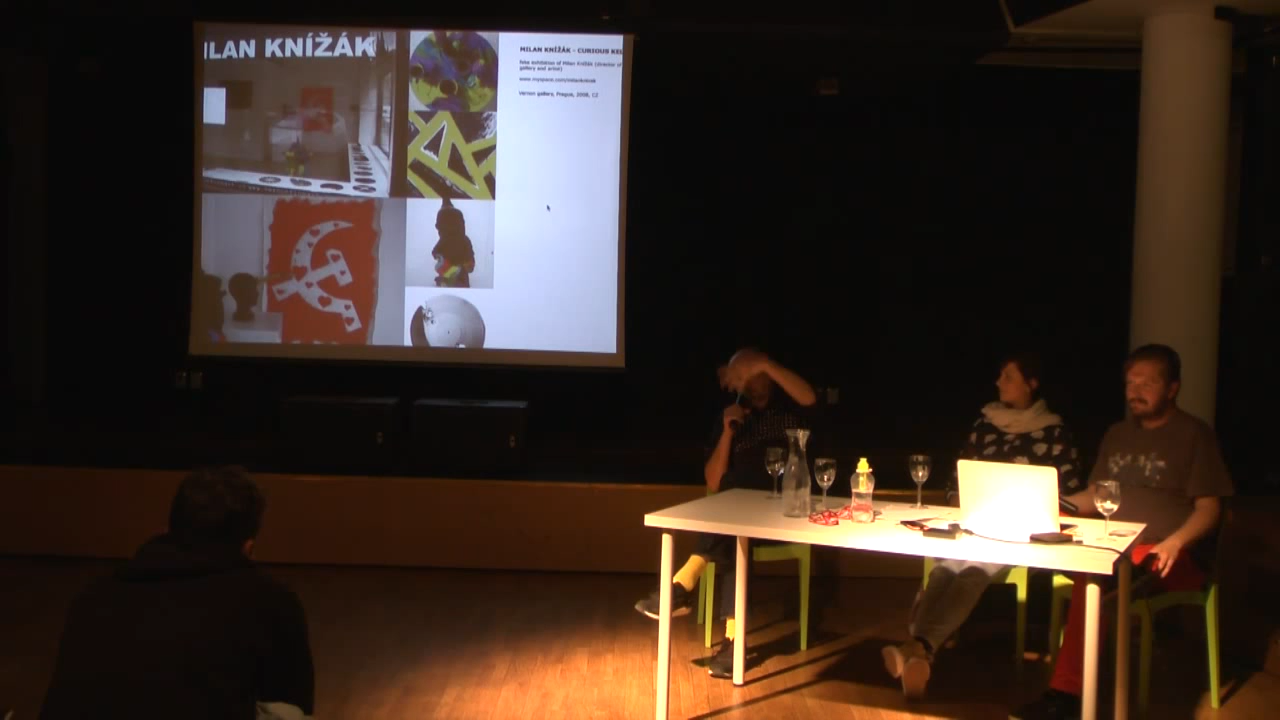 ILAN KNÍŽÁK
MILAN KNÍŽÁK - CURIOUS KE
fake exhibition of Milan Knížák (director of
gallery and artist)
www.myspace.com/milanknizak
Vernon gallery, Prague, 2008, CZ